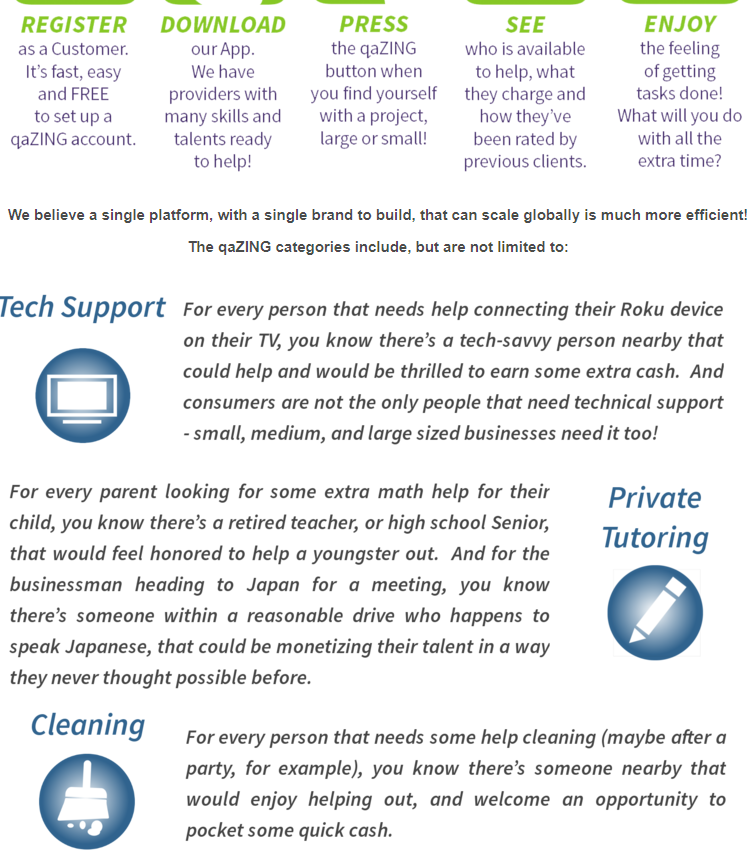 REGISTER
as a Customer.
It's fast, easy
and FREE
to set up a
qaZING account.
DOWNLOAD
our App.
We have
providers with
many skills and
talents ready
to help!
PRESS
the qaZING
button when
you find yourself
with a project,
large or small!
SEE
who is available
to help, what
they charge and
how they've
been rated by
previous clients.
ENJOY
the feeling
of getting
tasks done!
What will you do
with all the
extra time?
We believe a single platform, with a single brand to build, that can scale globally is much more efficient!
The qaZING categories include, but are not limited to:
Tech Support
For every person that needs help connecting their Roku device
on their TV, you know there's a tech-savvy person nearby that
could help and would be thrilled to earn some extra cash. And
consumers are not the only people that need technical support
- small, medium, and large sized businesses need it too!
For every parent looking for some extra math help for their
child, you know there's a retired teacher, or high school Senior,
that would feel honored to help a youngster out. And for the
businessman heading to Japan for a meeting, you know
there's someone within a reasonable drive who happens to
speak Japanese, that could be monetizing their talent in a way
they never thought possible before.
Private
Tutoring
Cleaning
For every person that needs some help cleaning (maybe after a
party, for example), you know there's someone nearby that
would enjoy helping out, and welcome an opportunity to
pocket some quick cash.